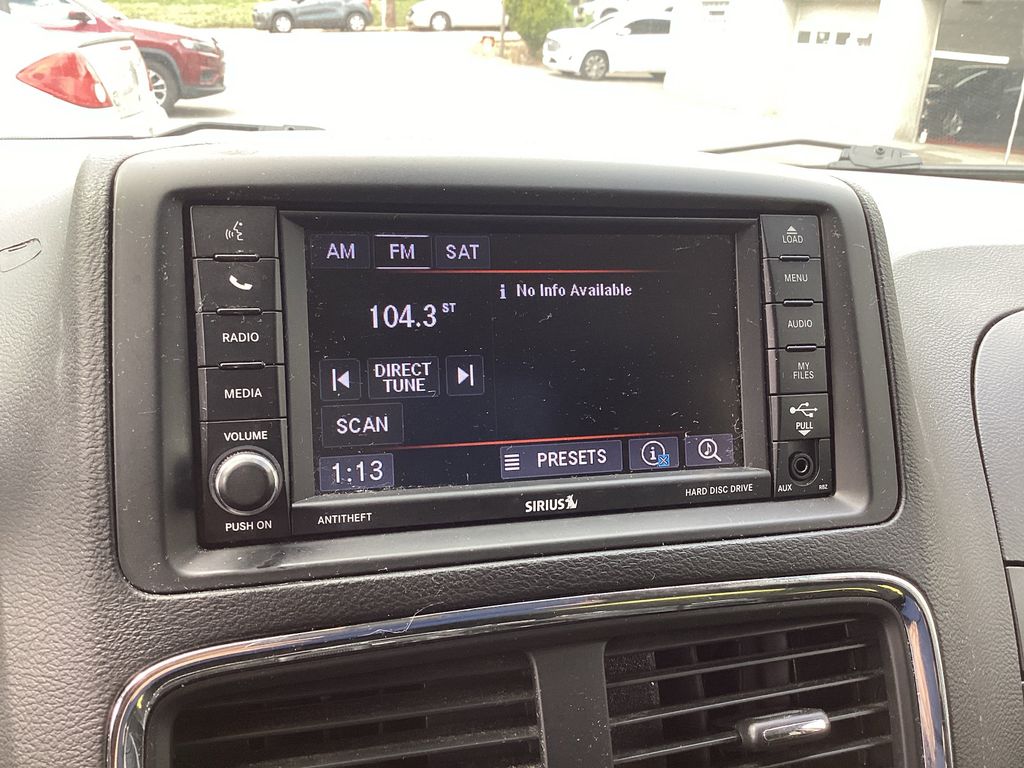 AM FM SAT
LOAD
i No Info Available
MENU
104.3 ST
RADIO
AUDIO
DIRECT
TUNE
MY
FILES
MEDIA
SCAN
PULL
VOLUME
1:13
PRESETS
i
AUX
RBZ
HARD DISC DRIVE
SIRIUS
ANTITHEFT
PUSH ON